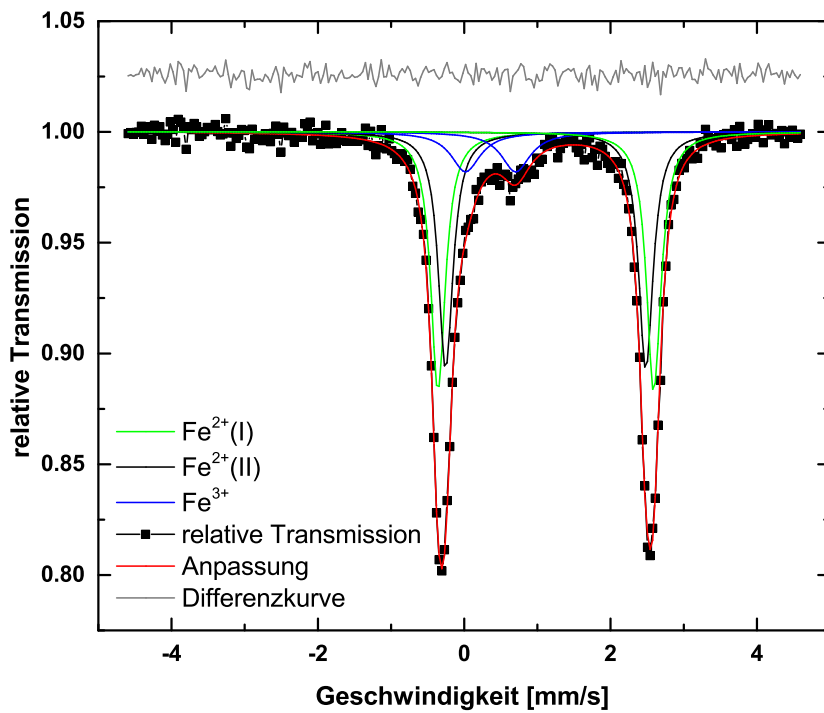 1.05
1.00
0.95
0.90
0.85
0.80
relative Transmission
Fe²⁺(I)
Fe²⁺(II)
Fe³⁺
relative Transmission
Anpassung
Differenzkurve
-4 -2 0 2 4
Geschwindigkeit [mm/s]